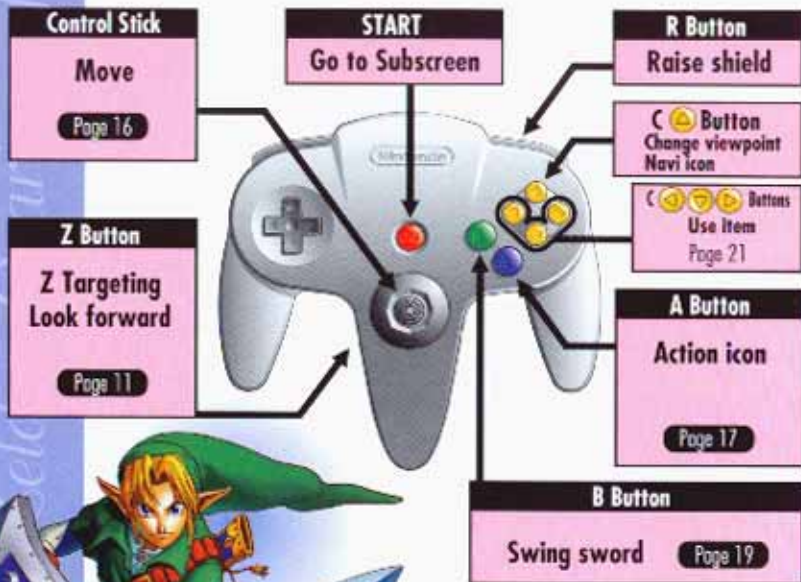 Control Stick
Move
Page 16
START
Go to Subscreen
R Button
Raise shield
C Button
Change viewpoint
Navi icon
C Buttons
Use item
Page 21
Z Button
Z Targeting
Look forward
Page 11
A Button
Action icon
Page 17
B Button
Swing sword Page 19
Nintendo